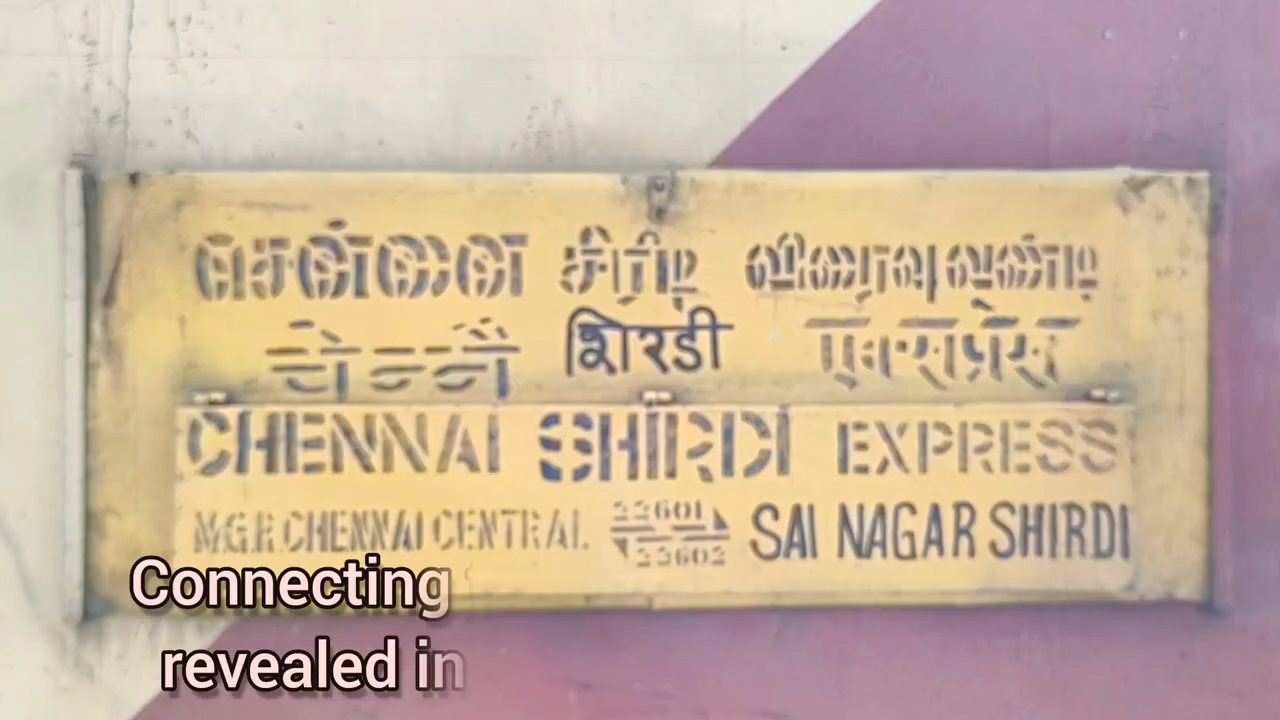 சென்னை சீரடி விரைவு வண்டி
चेन्नै शिरडी एक्सप्रेस
CHENNAI SHIRDI EXPRESS
M.G.R. CHENNAI CENTRAL 22601 22602 SAI NAGAR SHIRDI
Connecting
revealed in